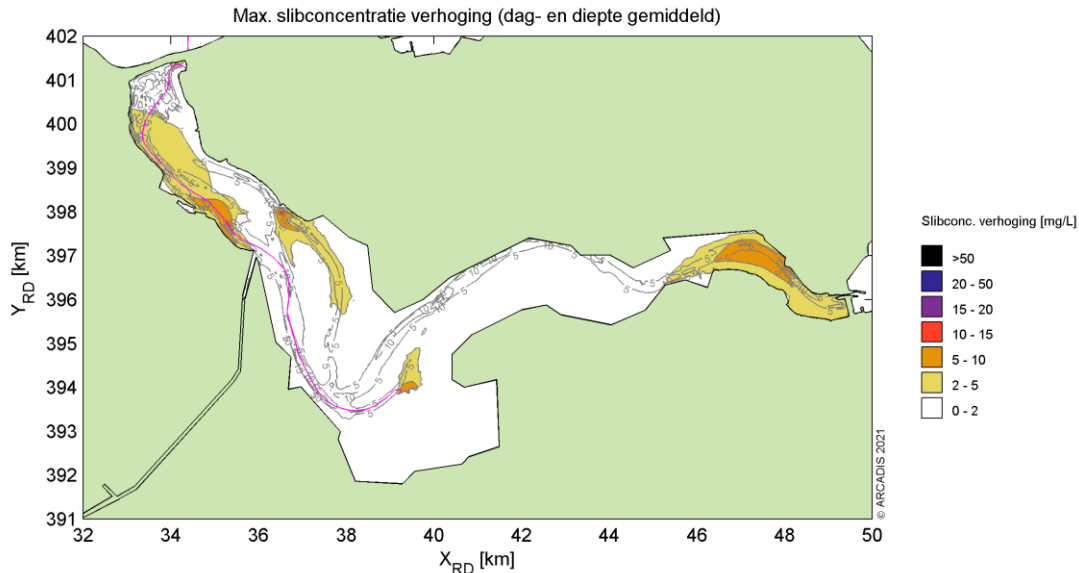 Max. slibconcentratie verhoging (dag- en diepte gemiddeld)
402
401
400
399
398
397
396
395
394
393
392
391
Y_RD [km]
32
34
36
38
40
42
44
46
48
50
X_RD [km]
© ARCADIS 2021
Slibconc. verhoging [mg/L]
>50
20 - 50
15 - 20
10 - 15
5 - 10
2 - 5
0 - 2